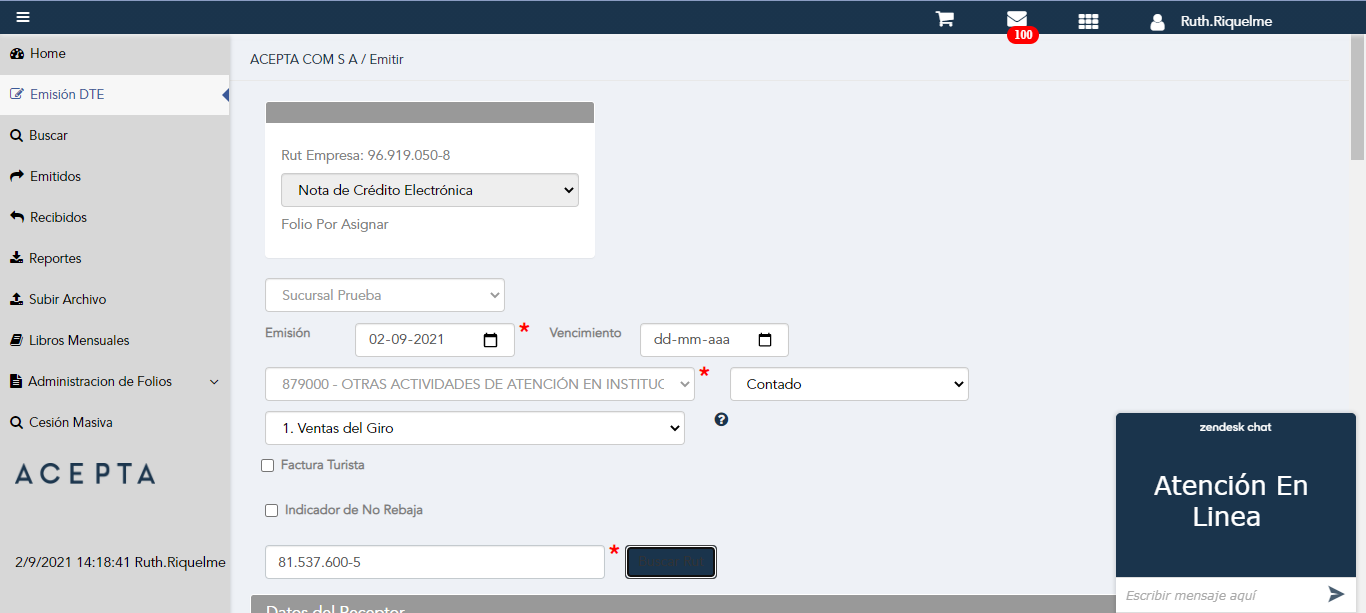 Ruth.Riquelme
100
Home
Emisión DTE
Buscar
Emitidos
Recibidos
Reportes
Subir Archivo
Libros Mensuales
Administracion de Folios
Cesión Masiva
ACEPTA
2/9/2021 14:18:41 Ruth.Riquelme
ACEPTA COM S A / Emitir
Rut Empresa: 96.919.050-8
Nota de Crédito Electrónica
Folio Por Asignar
Sucursal Prueba
Emisión 02-09-2021 * Vencimiento dd-mm-aaa
879000 - OTRAS ACTIVIDADES DE ATENCIÓN EN INSTITUC * Contado
1. Ventas del Giro
Factura Turista
Indicador de No Rebaja
81.537.600-5 *
Datos del Receptor
zendesk chat
Atención En
Linea
Escribir mensaje aquí